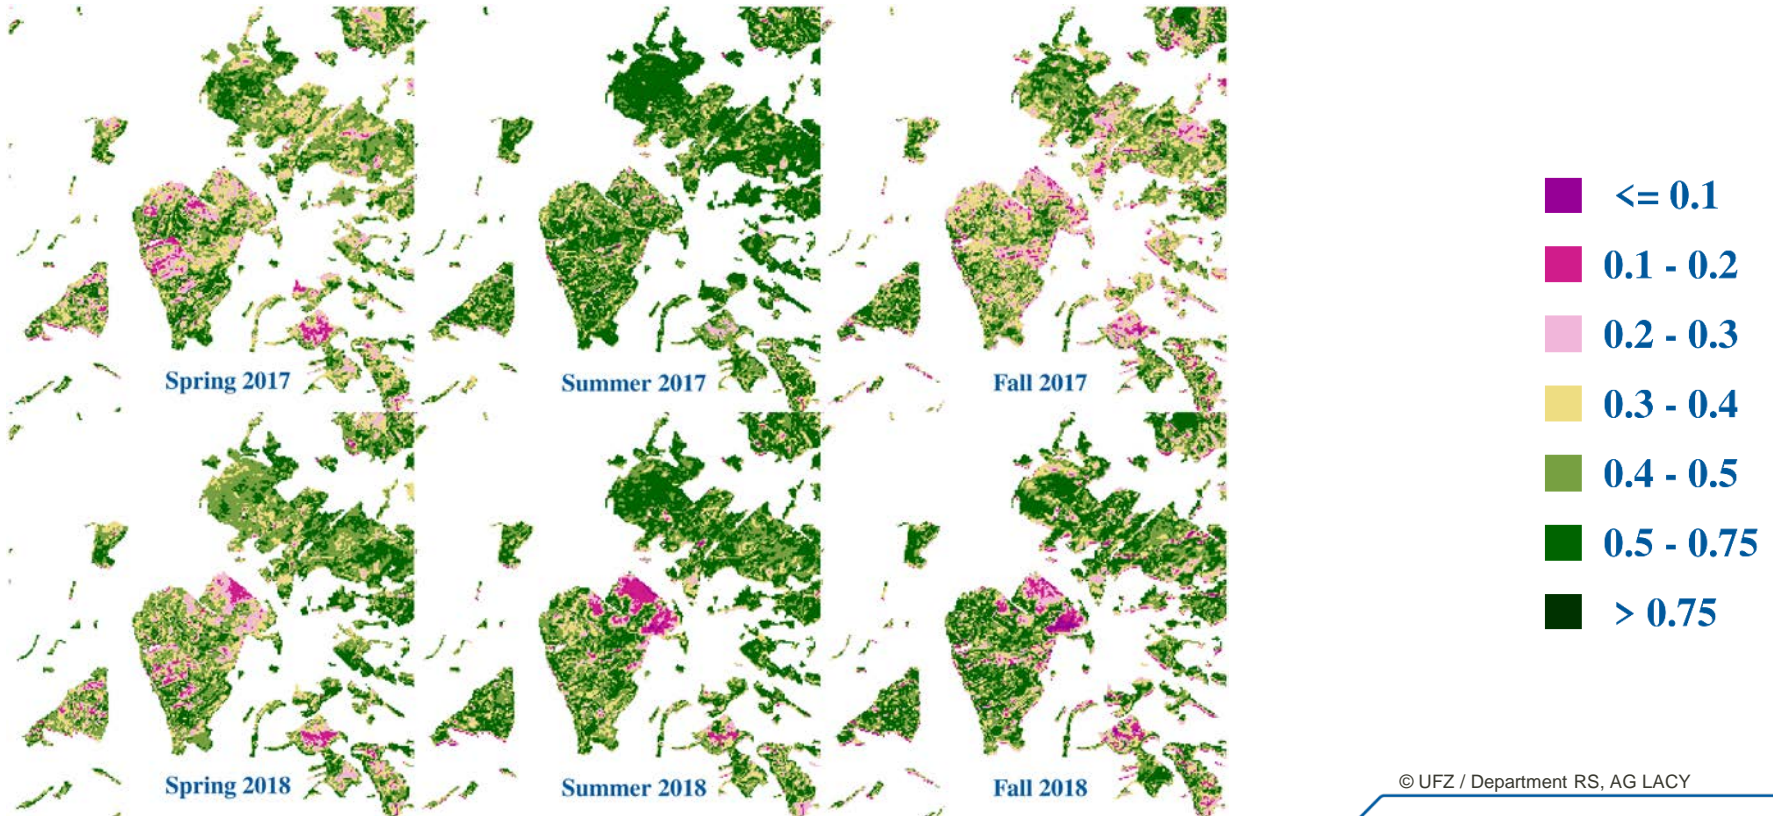 Spring 2017
Summer 2017
Fall 2017
Spring 2018
Summer 2018
Fall 2018
<= 0.1
0.1 - 0.2
0.2 - 0.3
0.3 - 0.4
0.4 - 0.5
0.5 - 0.75
> 0.75
© UFZ / Department RS, AG LACY